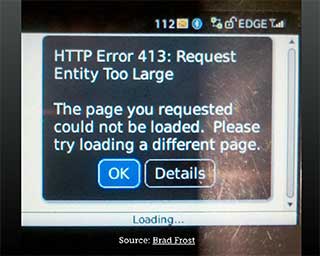 112 EDGE
HTTP Error 413: Request
Entity Too Large
The page you requested
could not be loaded. Please
try loading a different page.
OK Details
Loading...
Source: Brad Frost